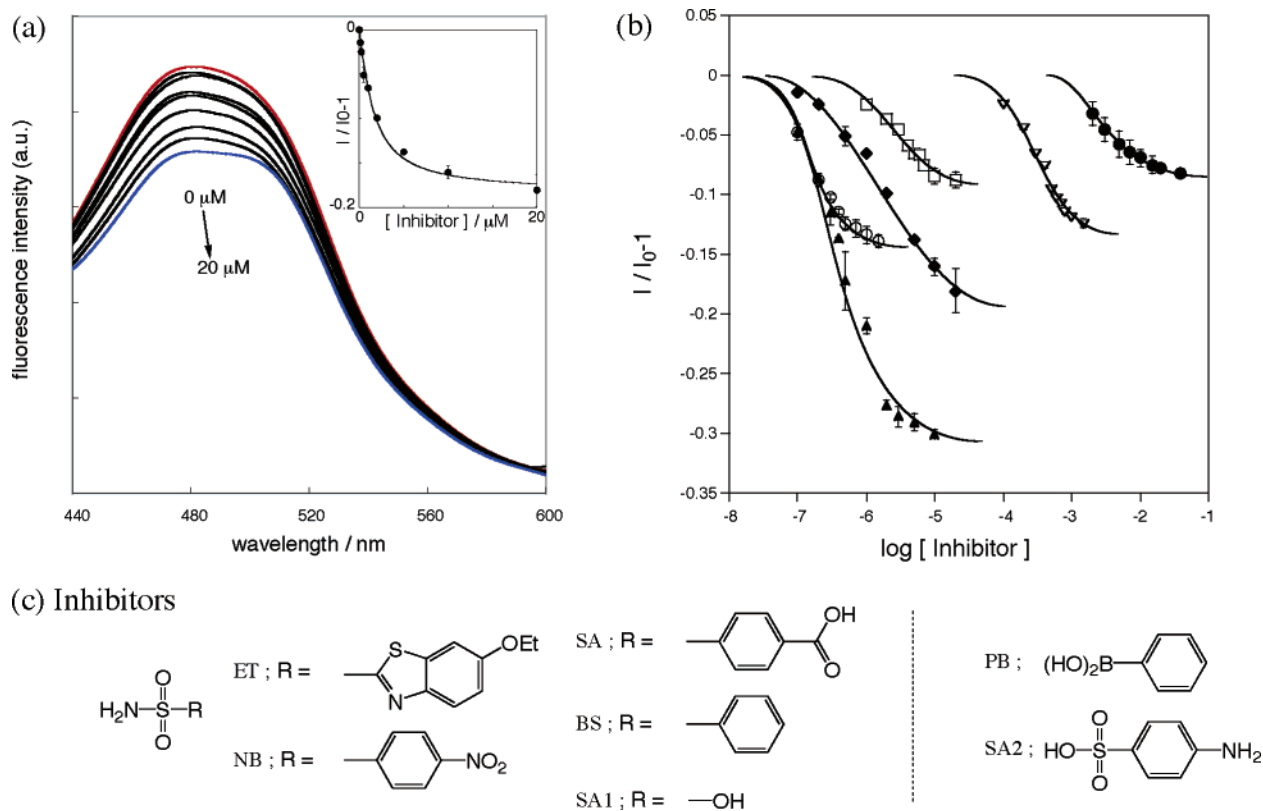 (a)
fluorescence intensity (a.u.)
0 μM
20 μM
440
480
520
560
600
wavelength / nm
I / I0-1
0
-0.2
0
10
20
[ Inhibitor ] / μM
(b)
I / I0-1
0
-0.05
-0.1
-0.15
-0.2
-0.25
-0.3
-0.35
-8
-7
-6
-5
-4
-3
-2
-1
log [ Inhibitor ]
(c) Inhibitors
H2N-S-R
O
O
ET ; R =
S
N
OEt
NB ; R =
NO2
SA ; R =
OH
O
BS ; R =
SA1 ; R = —OH
PB ; (HO)2B
SA2 ; HO-S
O
O
NH2